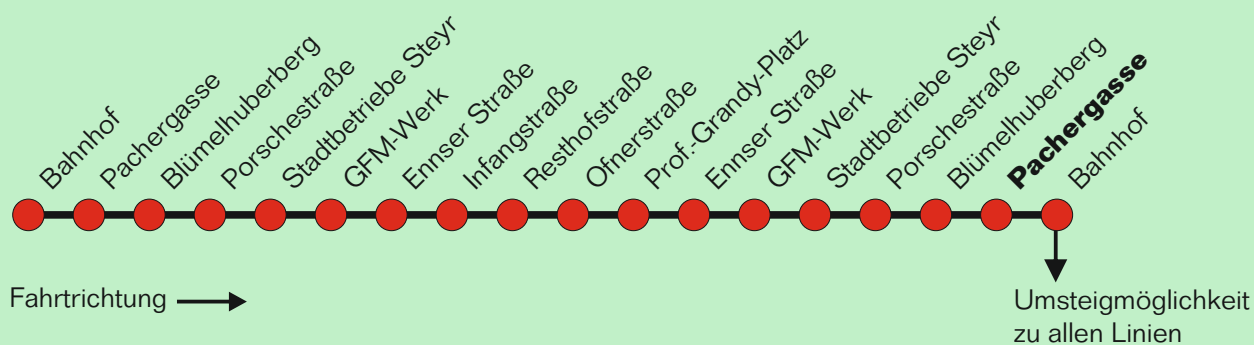 Bahnhof
Pachergasse
Blümelhuberberg
Porschestraße
Stadtbetriebe Steyr
GFM-Werk
Ennser Straße
Infangstraße
Resthofstraße
Ofnerstraße
Prof.-Grandy-Platz
Ennser Straße
GFM-Werk
Stadtbetriebe Steyr
Porschestraße
Blümelhuberberg
Pachergasse
Bahnhof
Fahrtrichtung
Umsteigmöglichkeit
zu allen Linien